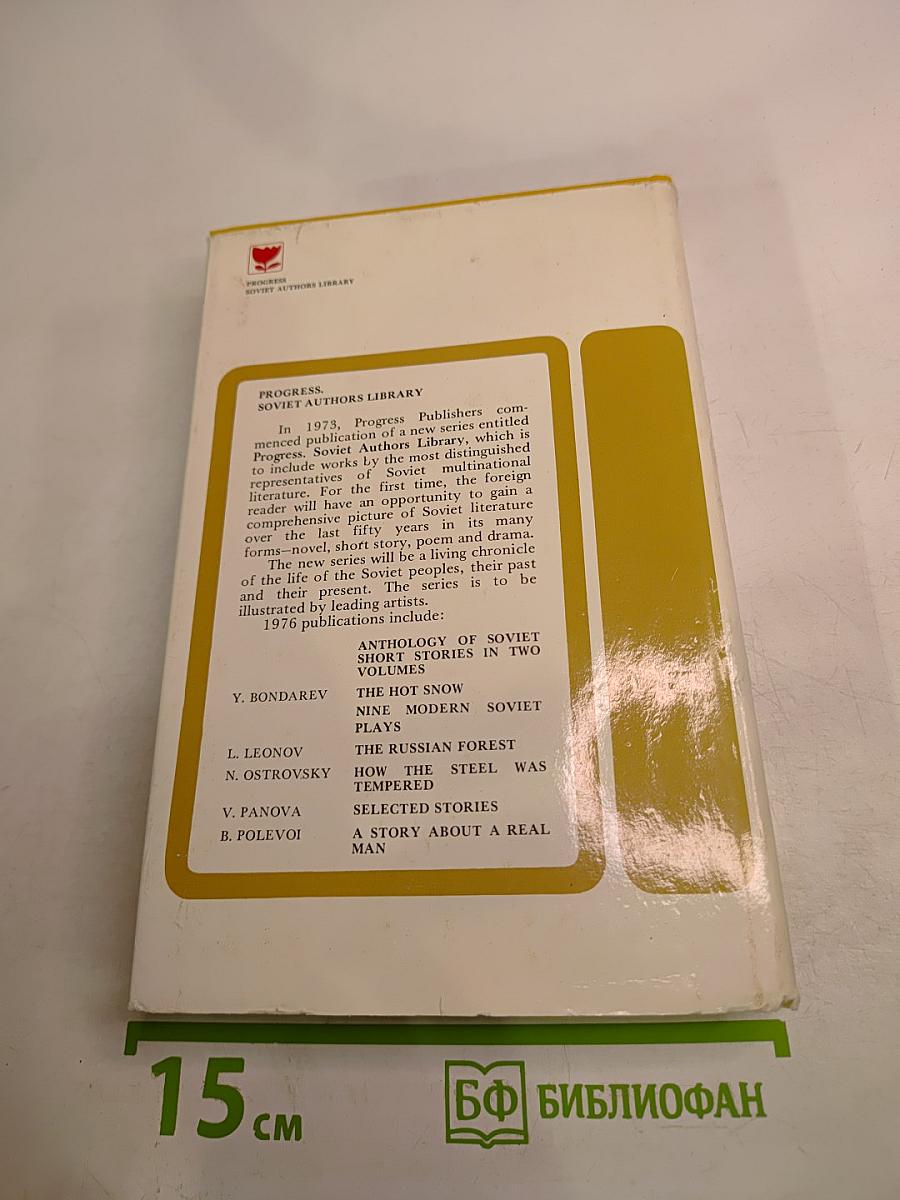 PROGRESS
SOVIET AUTHORS LIBRARY
PROGRESS.
SOVIET AUTHORS LIBRARY
In 1973, Progress Publishers com-
menced publication of a new series entitled
Progress. Soviet Authors Library, which is
to include works by the most distinguished
representatives of Soviet multinational
literature. For the first time, the foreign
reader will have an opportunity to gain a
comprehensive picture of Soviet literature
over the last fifty years in its many
forms—novel, short story, poem and drama.
The new series will be a living chronicle
of the life of the Soviet peoples, their past
and their present. The series is to be
illustrated by leading artists.
1976 publications include:
ANTHOLOGY OF SOVIET
SHORT STORIES IN TWO
VOLUMES
Y. BONDAREV THE HOT SNOW
NINE MODERN SOVIET
PLAYS
L. LEONOV THE RUSSIAN FOREST
N. OSTROVSKY HOW THE STEEL WAS
TEMPERED
V. PANOVA SELECTED STORIES
B. POLEVOI A STORY ABOUT A REAL
MAN
15 см
БФ БИБЛИОФАН